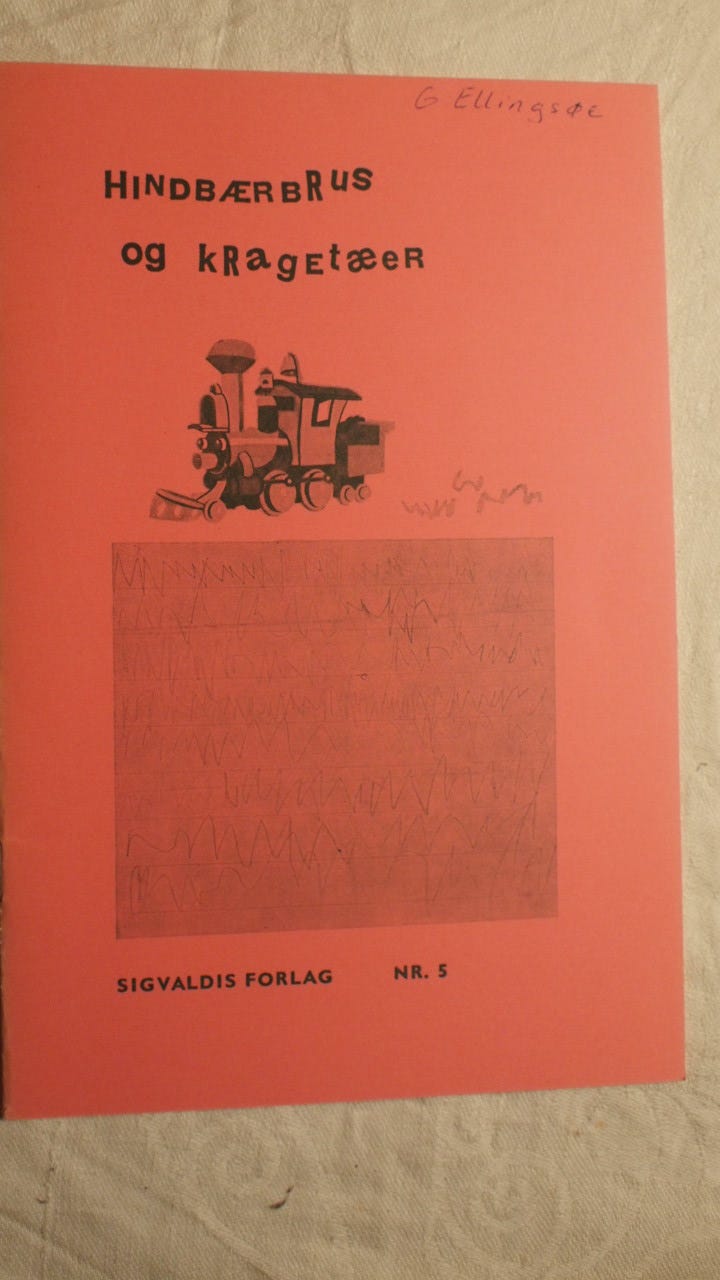 G Ellingsøe
HINDBÆRBRUS
og kRagEtæER
SIGVALDIS FORLAG NR. 5